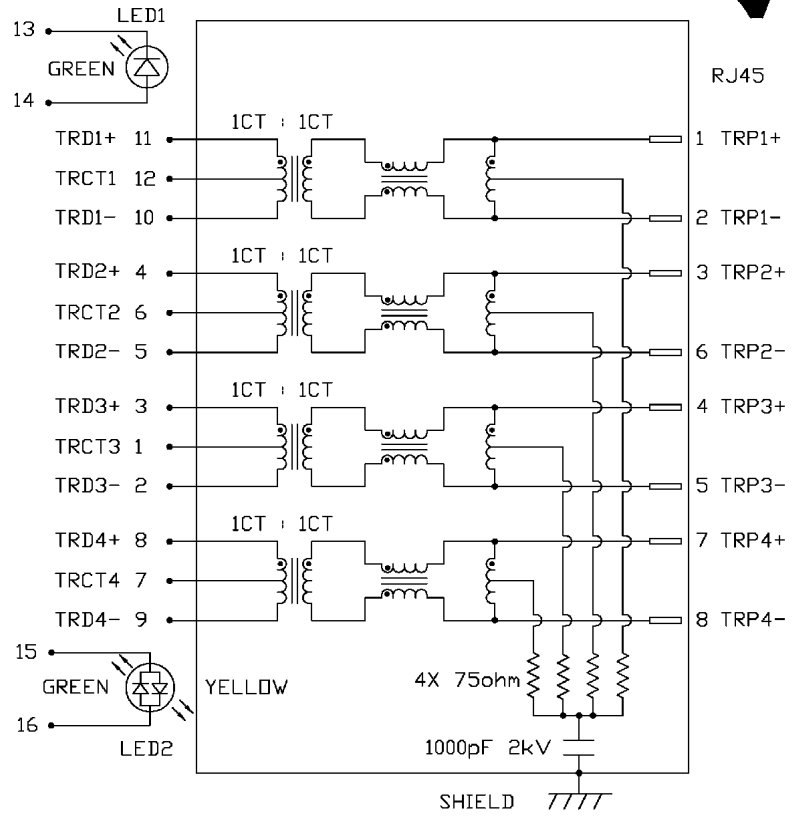 LED1
13
GREEN
14
RJ45
1CT : 1CT
TRD1+ 11
1 TRP1+
TRCT1 12
TRD1- 10
2 TRP1-
1CT : 1CT
TRD2+ 4
3 TRP2+
TRCT2 6
TRD2- 5
6 TRP2-
1CT : 1CT
TRD3+ 3
4 TRP3+
TRCT3 1
TRD3- 2
5 TRP3-
1CT : 1CT
TRD4+ 8
7 TRP4+
TRCT4 7
TRD4- 9
8 TRP4-
15
GREEN
YELLOW
4X 75ohm
16
LED2
1000pF 2kV
SHIELD